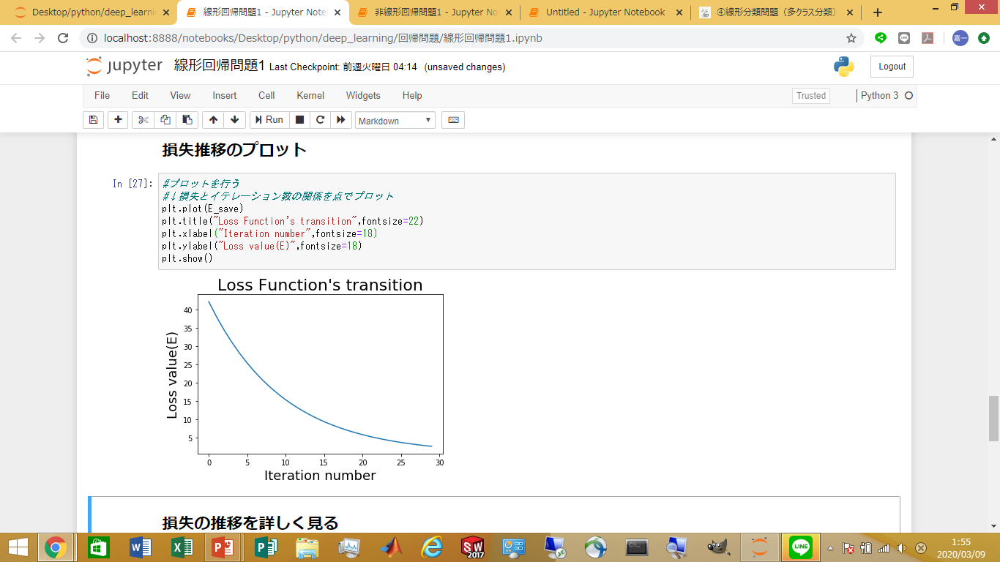 Desktop/python/deep_learni
線形回帰問題1 - Jupyter Note
非線形回帰問題1 - Jupyter No
Untitled - Jupyter Notebook
④線形分類問題（多クラス分類）
localhost:8888/notebooks/Desktop/python/deep_learning/回帰問題/線形回帰問題1.ipynb
嘉一
jupyter 線形回帰問題1 Last Checkpoint: 前週火曜日 04:14 (unsaved changes)
Logout
File Edit View Insert Cell Kernel Widgets Help
Trusted
Python 3
Run
Markdown
損失推移のプロット
In [27]:
#プロットを行う
#↓損失とイテレーション数の関係を点でプロット
plt.plot(E_save)
plt.title("Loss Function's transition",fontsize=22)
plt.xlabel("Iteration number",fontsize=18)
plt.ylabel("Loss value(E)",fontsize=18)
plt.show()
Loss Function's transition
Loss value(E)
40
35
30
25
20
15
10
5
0 5 10 15 20 25 30
Iteration number
損失の推移を詳しく見る
SW
2017
LINE
1:55
2020/03/09